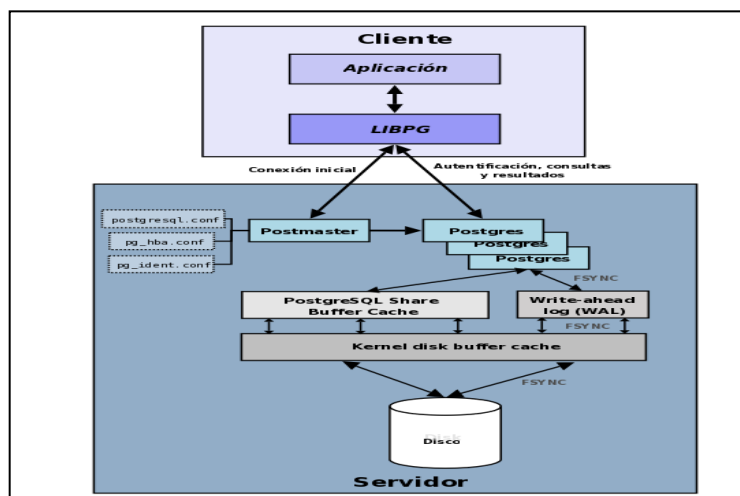 Cliente
Aplicación
LIBPG
Conexión inicial
Autentificación, consultas
y resultados
postgresql.conf
pg_hba.conf
pg_ident.conf
Postmaster
Postgres
Postgres
Postgres
FSYNC
PostgreSQL Share
Buffer Cache
Write-ahead
log (WAL)
FSYNC
Kernel disk buffer cache
FSYNC
Disco
Servidor